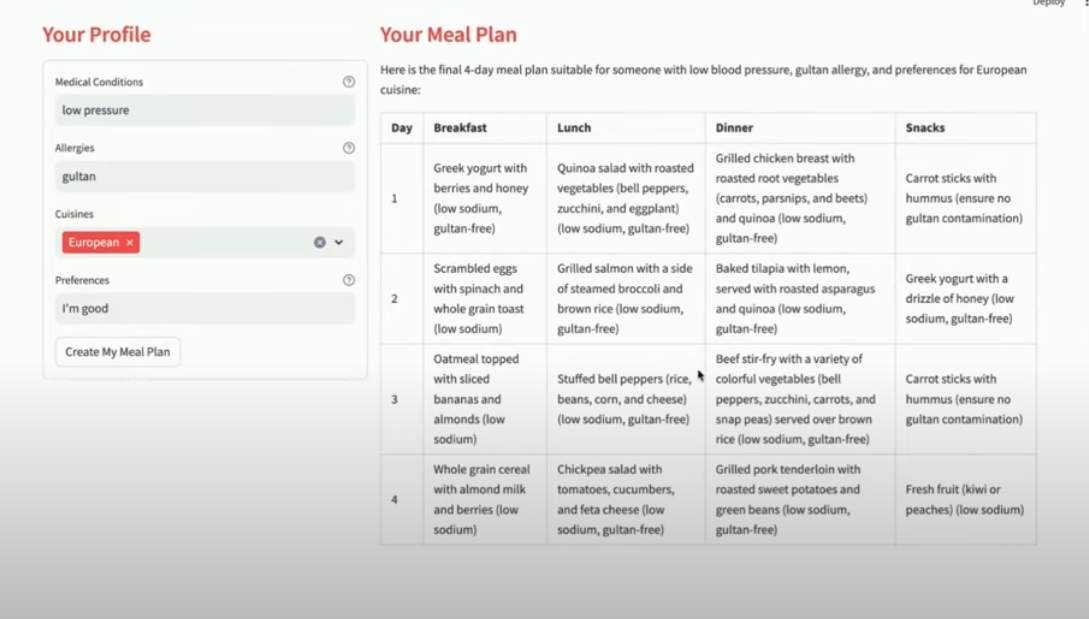 Deploy
Your Profile
Medical Conditions
low pressure
Allergies
gultan
Cuisines
European ×
Preferences
I'm good
Create My Meal Plan
Your Meal Plan
Here is the final 4-day meal plan suitable for someone with low blood pressure, gultan allergy, and preferences for European
cuisine:
Day Breakfast Lunch Dinner Snacks
1
Greek yogurt with
berries and honey
(low sodium,
gultan-free)
Quinoa salad with roasted
vegetables (bell peppers,
zucchini, and eggplant)
(low sodium, gultan-free)
Grilled chicken breast with
roasted root vegetables
(carrots, parsnips, and beets)
and quinoa (low sodium,
gultan-free)
Carrot sticks with
hummus (ensure no
gultan contamination)
2
Scrambled eggs
with spinach and
whole grain toast
(low sodium)
Grilled salmon with a side
of steamed broccoli and
brown rice (low sodium,
gultan-free)
Baked tilapia with lemon,
served with roasted asparagus
and quinoa (low sodium,
gultan-free)
Greek yogurt with a
drizzle of honey (low
sodium, gultan-free)
3
Oatmeal topped
with sliced
bananas and
almonds (low
sodium)
Stuffed bell peppers (rice,
beans, corn, and cheese)
(low sodium, gultan-free)
Beef stir-fry with a variety of
colorful vegetables (bell
peppers, zucchini, carrots, and
snap peas) served over brown
rice (low sodium, gultan-free)
Carrot sticks with
hummus (ensure no
gultan contamination)
4
Whole grain cereal
with almond milk
and berries (low
sodium)
Chickpea salad with
tomatoes, cucumbers,
and feta cheese (low
sodium, gultan-free)
Grilled pork tenderloin with
roasted sweet potatoes and
green beans (low sodium,
gultan-free)
Fresh fruit (kiwi or
peaches) (low sodium)